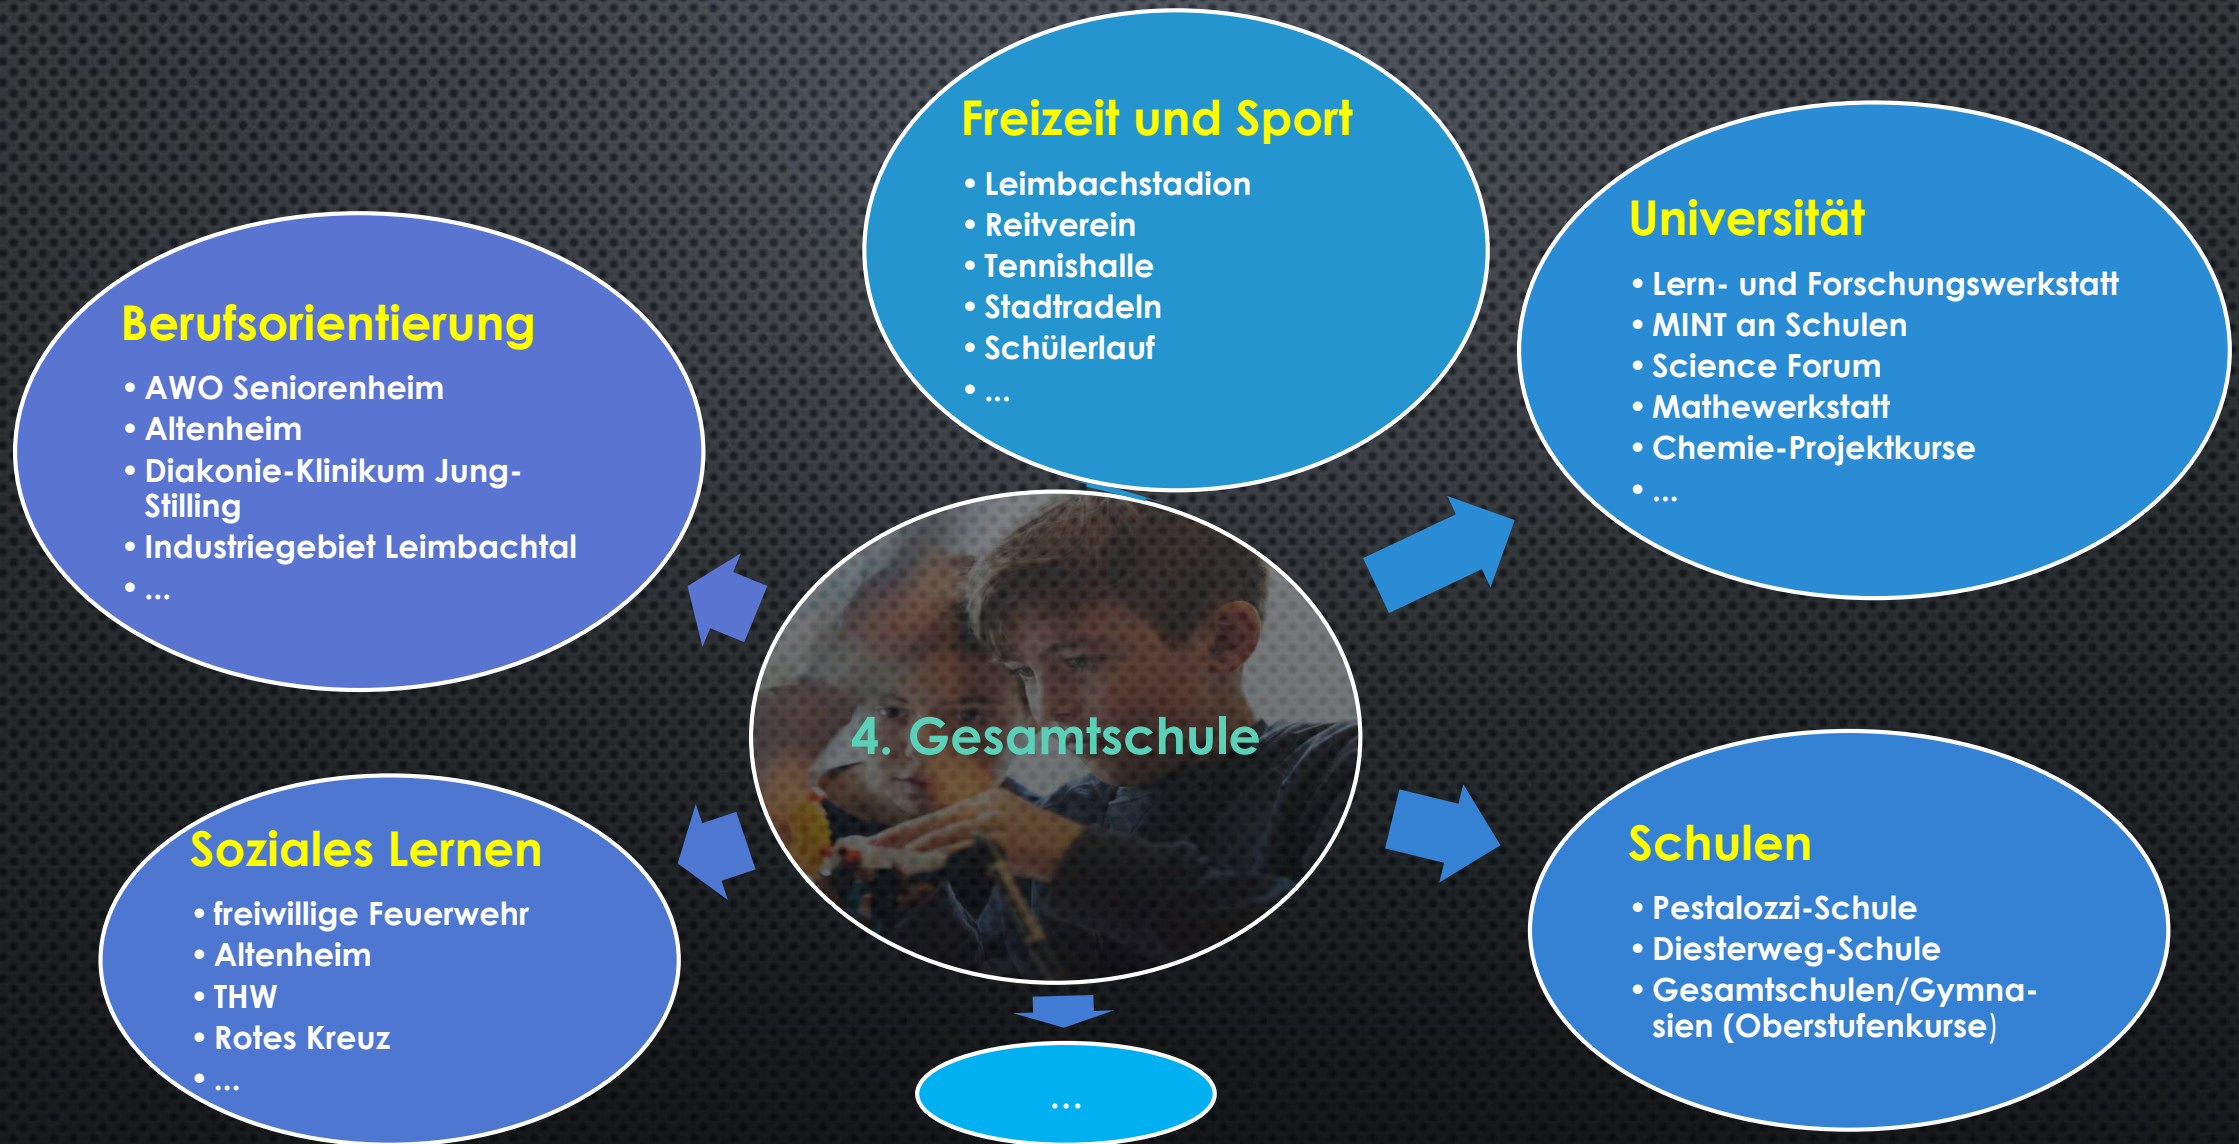 Freizeit und Sport
• Leimbachstadion
• Reitverein
• Tennishalle
• Stadtradeln
• Schülerlauf
• ...
Universität
• Lern- und Forschungswerkstatt
• MINT an Schulen
• Science Forum
• Mathewerkstatt
• Chemie-Projektkurse
• ...
Berufsorientierung
• AWO Seniorenheim
• Altenheim
• Diakonie-Klinikum Jung-
Stilling
• Industriegebiet Leimbachtal
• ...
4. Gesamtschule
Soziales Lernen
• freiwillige Feuerwehr
• Altenheim
• THW
• Rotes Kreuz
• ...
Schulen
• Pestalozzi-Schule
• Diesterweg-Schule
• Gesamtschulen/Gymna-
sien (Oberstufenkurse)
...